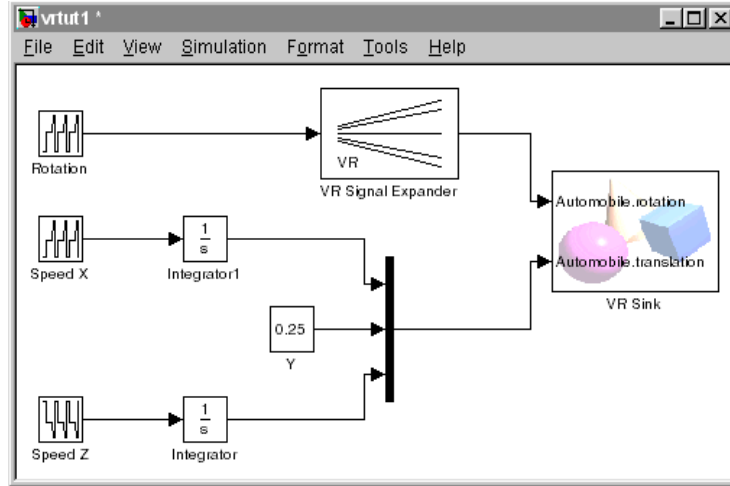 vrtut1 *
File Edit View Simulation Format Tools Help
Rotation
VR
VR Signal Expander
Automobile.rotation
Automobile.translation
VR Sink
Speed X
1
s
Integrator1
0.25
Y
Speed Z
1
s
Integrator